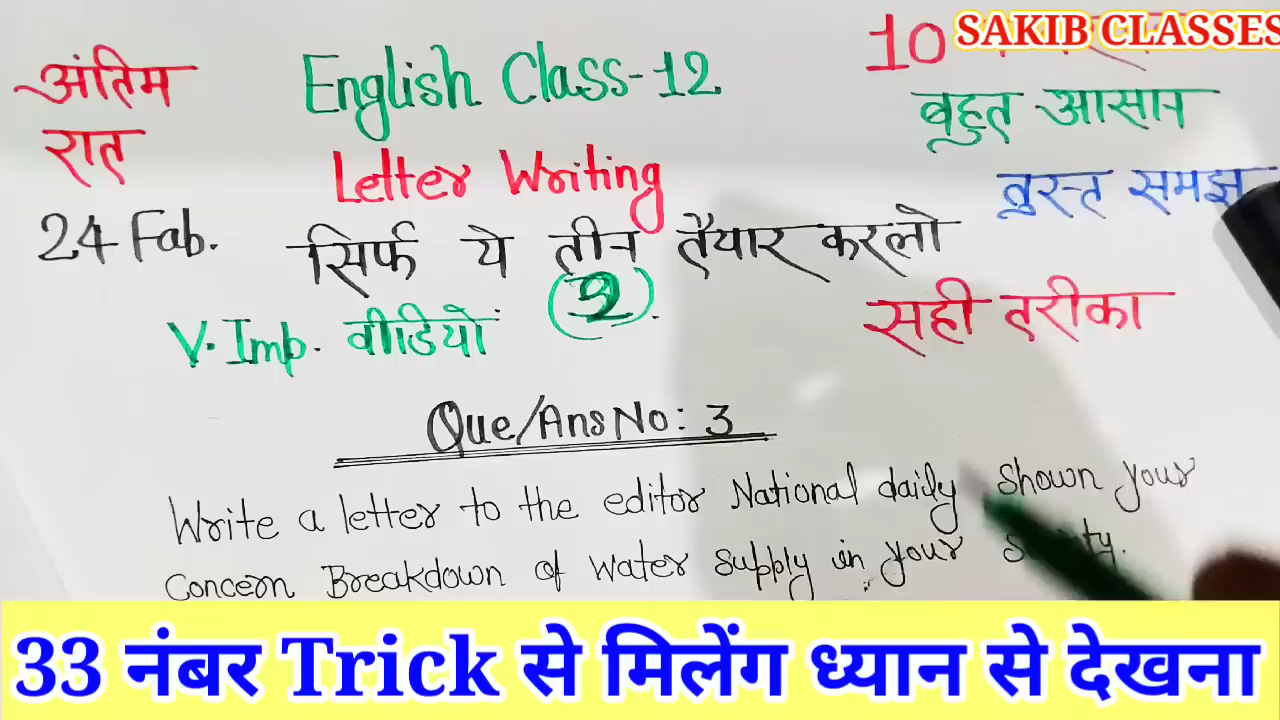 SAKIB CLASSES
अंतिम
रात
English Class-12
10
बहुत आसान
Letter Writing
तुरन्त समझ
24 Fab.
सिर्फ ये तीन तैयार करलो
V. Imp. वीडियों (2).
सही तरीका
Que/Ans No: 3
Write a letter to the editor National daily shown your
Concern Breakdown of water supply in your
33 नंबर Trick से मिलेंग ध्यान से देखना